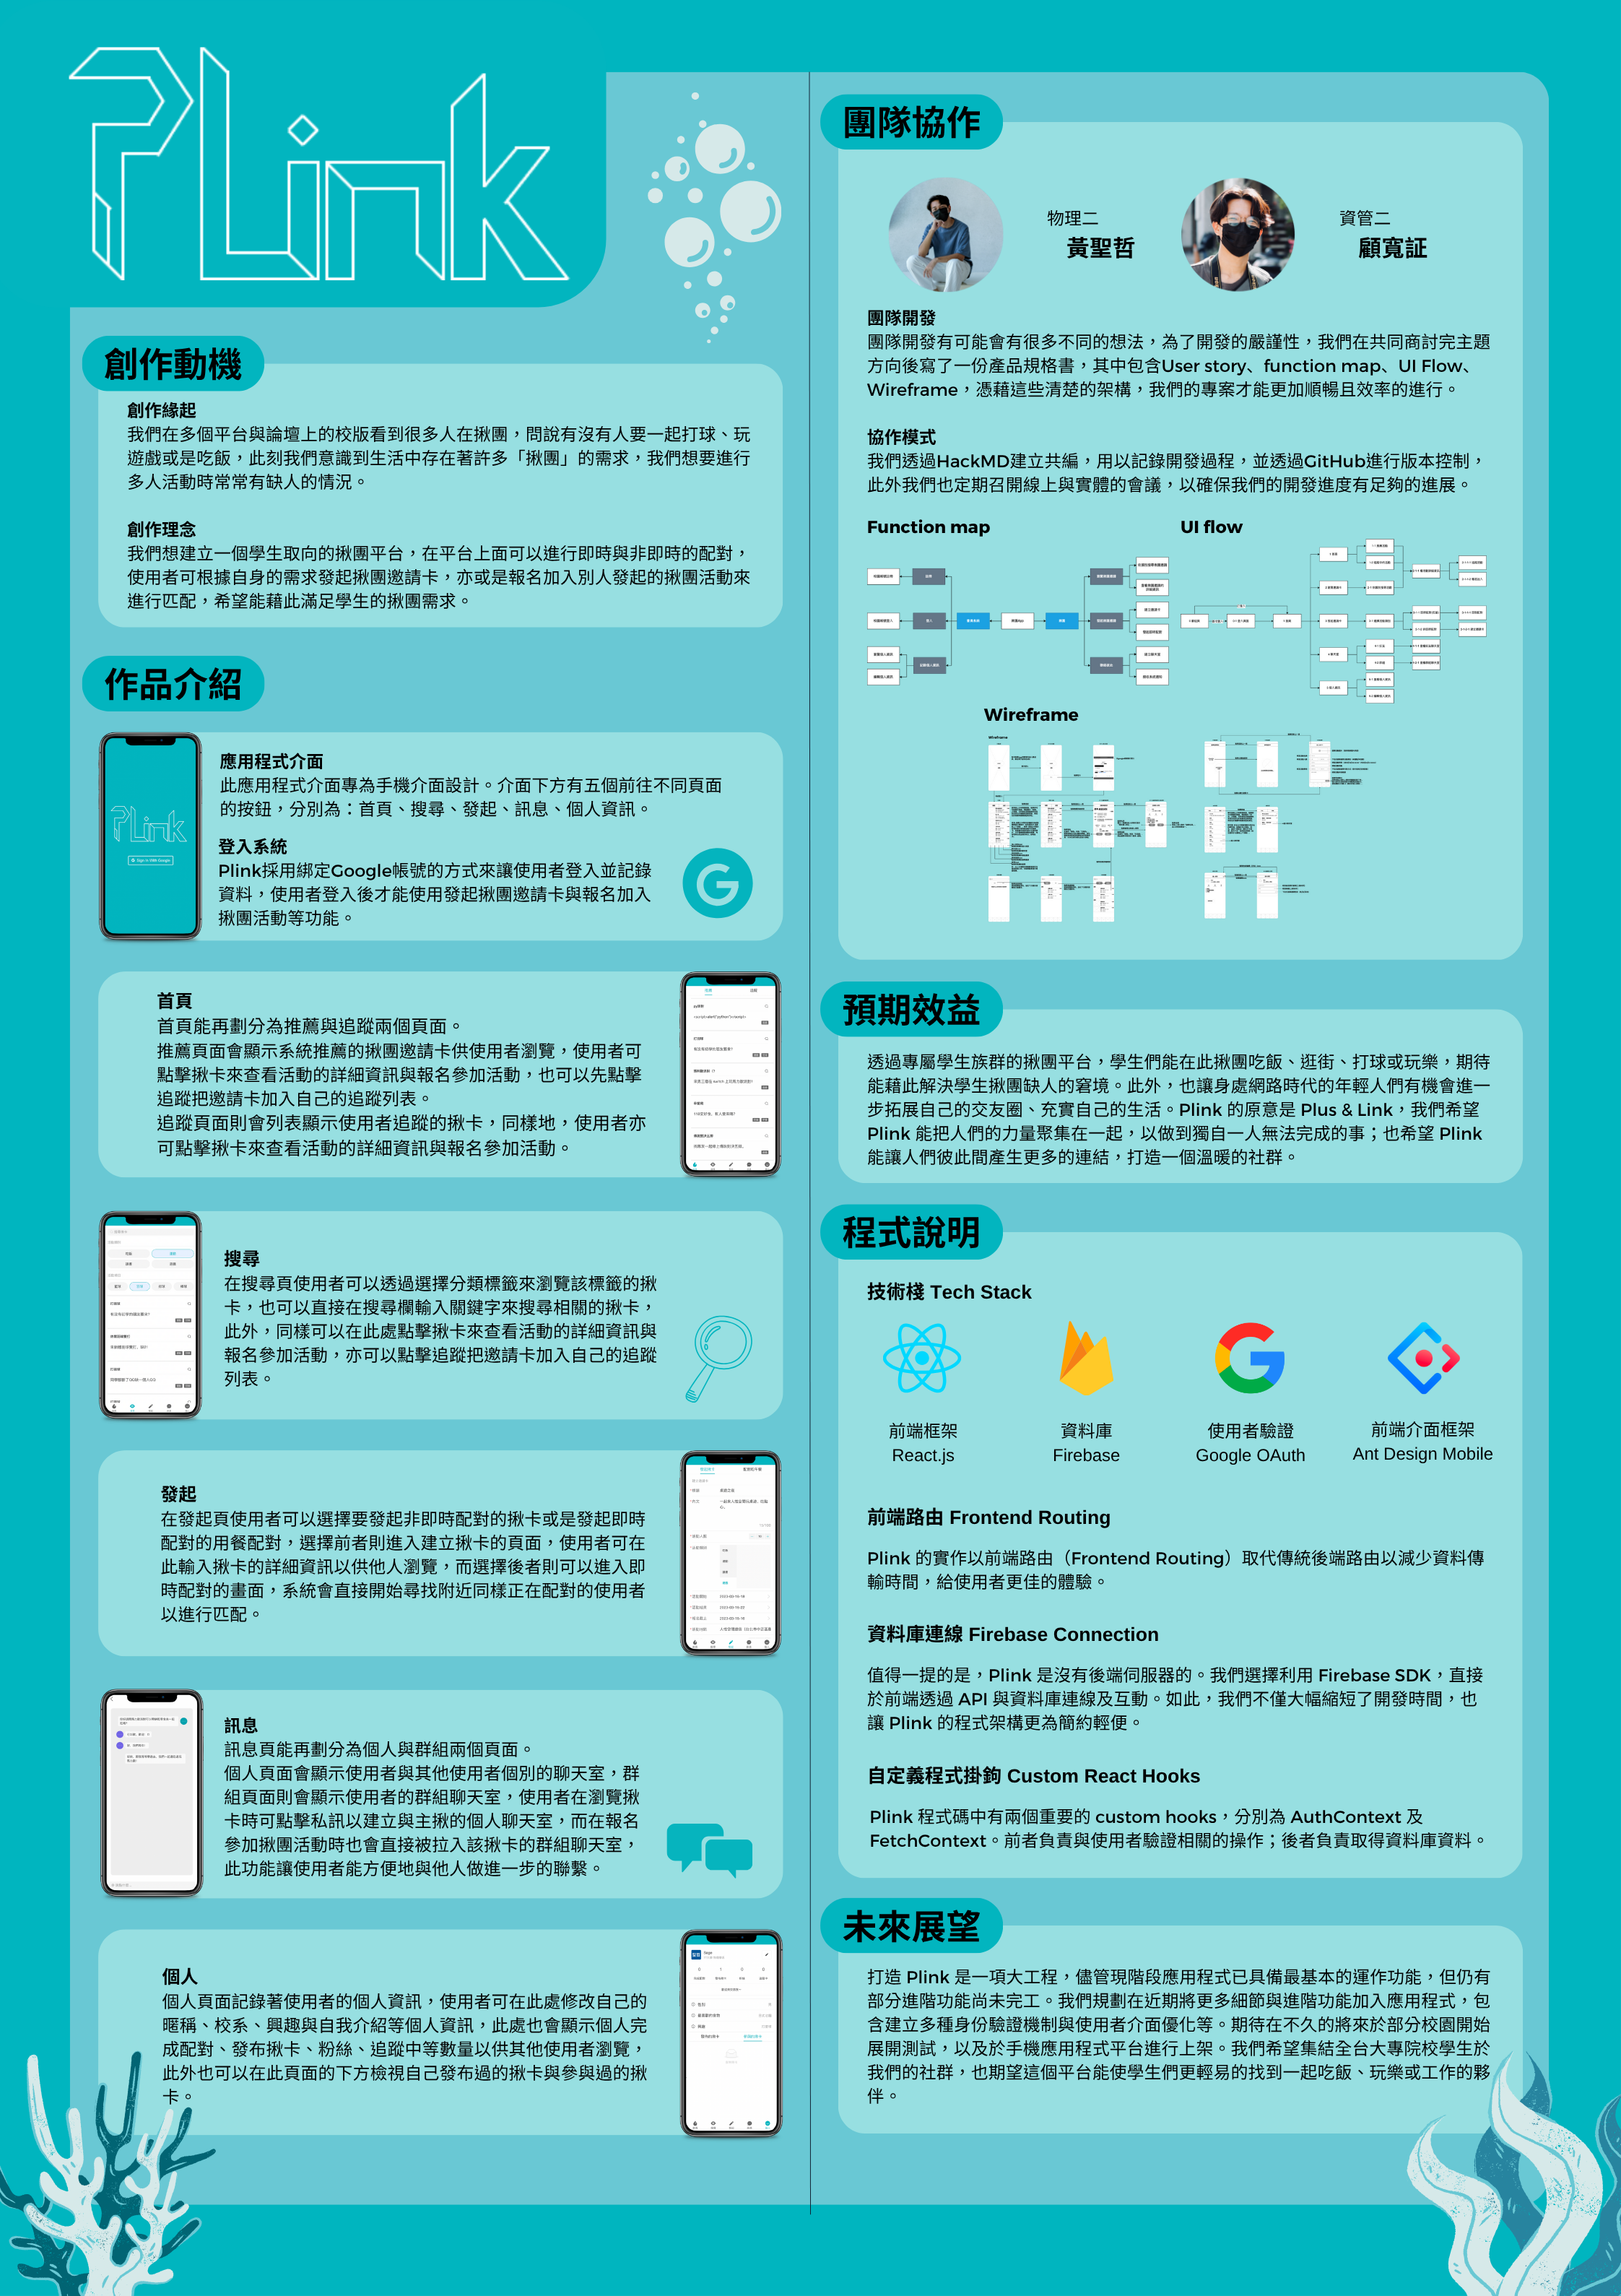 PLink
創作動機
創作緣起
我們在多個平台與論壇上的校版看到很多人在揪團，問說有沒有人要一起打球、玩
遊戲或是吃飯，此刻我們意識到生活中存在著許多「揪團」的需求，我們想要進行
多人活動時常常有缺人的情況。
創作理念
我們想建立一個學生取向的揪團平台，在平台上面可以進行即時與非即時的配對，
使用者可根據自身的需求發起揪團邀請卡，亦或是報名加入別人發起的揪團活動來
進行匹配，希望能藉此滿足學生的揪團需求。
作品介紹
PLink
Sign in With Google
應用程式介面
此應用程式介面專為手機介面設計。介面下方有五個前往不同頁面
的按鈕，分別為：首頁、搜尋、發起、訊息、個人資訊。
登入系統
Plink採用綁定Google帳號的方式來讓使用者登入並記錄
資料，使用者登入後才能使用發起揪團邀請卡與報名加入
揪團活動等功能。
首頁
首頁能再劃分為推薦與追蹤兩個頁面。
推薦頁面會顯示系統推薦的揪團邀請卡供使用者瀏覽，使用者可
點擊揪卡來查看活動的詳細資訊與報名參加活動，也可以先點擊
追蹤把邀請卡加入自己的追蹤列表。
追蹤頁面則會列表顯示使用者追蹤的揪卡，同樣地，使用者亦
可點擊揪卡來查看活動的詳細資訊與報名參加活動。
搜尋
在搜尋頁使用者可以透過選擇分類標籤來瀏覽該標籤的揪
卡，也可以直接在搜尋欄輸入關鍵字來搜尋相關的揪卡，
此外，同樣可以在此處點擊揪卡來查看活動的詳細資訊與
報名參加活動，亦可以點擊追蹤把邀請卡加入自己的追蹤
列表。
發起
在發起頁使用者可以選擇要發起非即時配對的揪卡或是發起即時
配對的用餐配對，選擇前者則進入建立揪卡的頁面，使用者可在
此輸入揪卡的詳細資訊以供他人瀏覽，而選擇後者則可以進入即
時配對的畫面，系統會直接開始尋找附近同樣正在配對的使用者
以進行匹配。
訊息
訊息頁能再劃分為個人與群組兩個頁面。
個人頁面會顯示使用者與其他使用者個別的聊天室，群
組頁面則會顯示使用者的群組聊天室，使用者在瀏覽揪
卡時可點擊私訊以建立與主揪的個人聊天室，而在報名
參加揪團活動時也會直接被拉入該揪卡的群組聊天室，
此功能讓使用者能方便地與他人做進一步的聯繫。
個人
個人頁面記錄著使用者的個人資訊，使用者可在此處修改自己的
暱稱、校系、興趣與自我介紹等個人資訊，此處也會顯示個人完
成配對、發布揪卡、粉絲、追蹤中等數量以供其他使用者瀏覽，
此外也可以在此頁面的下方檢視自己發布過的揪卡與參與過的揪
卡。
團隊協作
物理二
黃聖哲
資管二
顧寬証
團隊開發
團隊開發有可能會有很多不同的想法，為了開發的嚴謹性，我們在共同商討完主題
方向後寫了一份產品規格書，其中包含User story、function map、UI Flow、
Wireframe，憑藉這些清楚的架構，我們的專案才能更加順暢且效率的進行。
協作模式
我們透過HackMD建立共編，用以記錄開發過程，並透過GitHub進行版本控制，
此外我們也定期召開線上與實體的會議，以確保我們的開發進度有足夠的進展。
Function map
UI flow
Wireframe
Wireframe
預期效益
透過專屬學生族群的揪團平台，學生們能在此揪團吃飯、逛街、打球或玩樂，期待
能藉此解決學生揪團缺人的窘境。此外，也讓身處網路時代的年輕人們有機會進一
步拓展自己的交友圈、充實自己的生活。Plink 的原意是 Plus & Link，我們希望
Plink 能把人們的力量聚集在一起，以做到獨自一人無法完成的事；也希望 Plink
能讓人們彼此間產生更多的連結，打造一個溫暖的社群。
程式說明
技術棧 Tech Stack
前端框架
React.js
資料庫
Firebase
使用者驗證
Google OAuth
前端介面框架
Ant Design Mobile
前端路由 Frontend Routing
Plink 的實作以前端路由（Frontend Routing）取代傳統後端路由以減少資料傳
輸時間，給使用者更佳的體驗。
資料庫連線 Firebase Connection
值得一提的是，Plink 是沒有後端伺服器的。我們選擇利用 Firebase SDK，直接
於前端透過 API 與資料庫連線及互動。如此，我們不僅大幅縮短了開發時間，也
讓 Plink 的程式架構更為簡約輕便。
自定義程式掛鉤 Custom React Hooks
Plink 程式碼中有兩個重要的 custom hooks，分別為 AuthContext 及
FetchContext。前者負責與使用者驗證相關的操作；後者負責取得資料庫資料。
未來展望
打造 Plink 是一項大工程，儘管現階段應用程式已具備最基本的運作功能，但仍有
部分進階功能尚未完工。我們規劃在近期將更多細節與進階功能加入應用程式，包
含建立多種身份驗證機制與使用者介面優化等。期待在不久的將來於部分校園開始
展開測試，以及於手機應用程式平台進行上架。我們希望集結全台大專院校學生於
我們的社群，也期望這個平台能使學生們更輕易的找到一起吃飯、玩樂或工作的夥
伴。